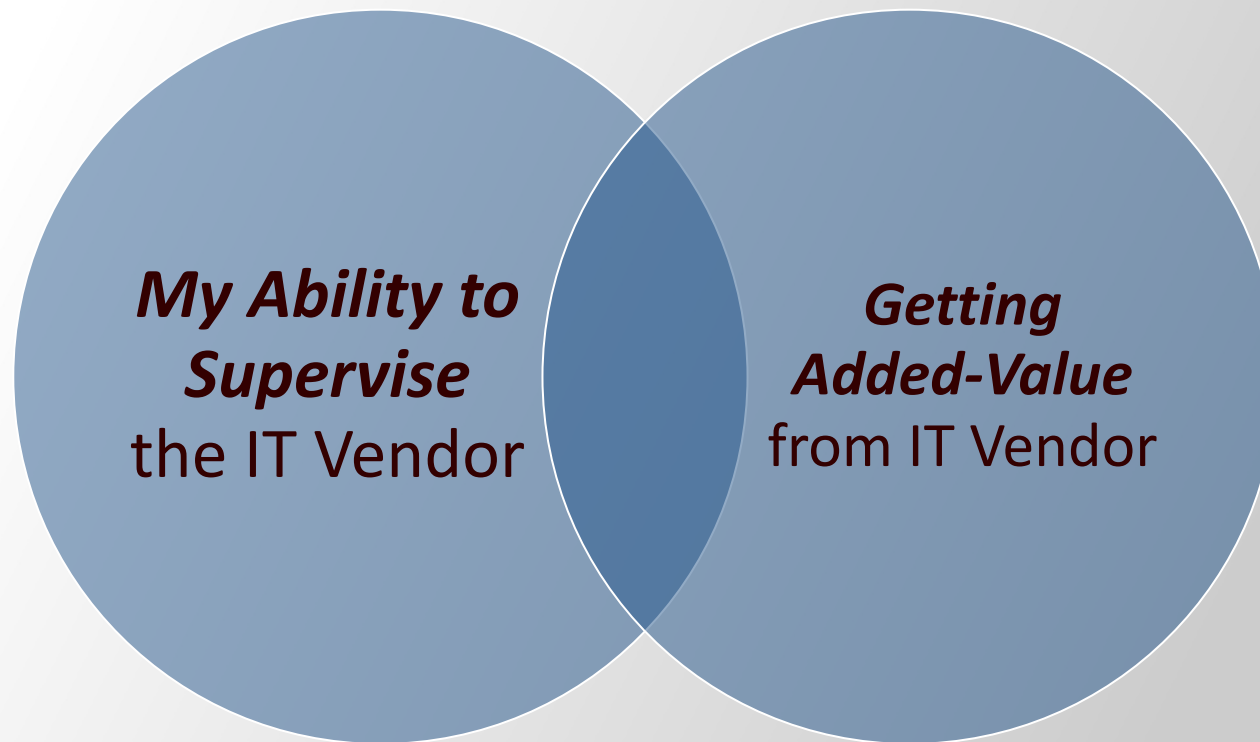 My Ability to
Supervise
the IT Vendor
Getting
Added-Value
from IT Vendor